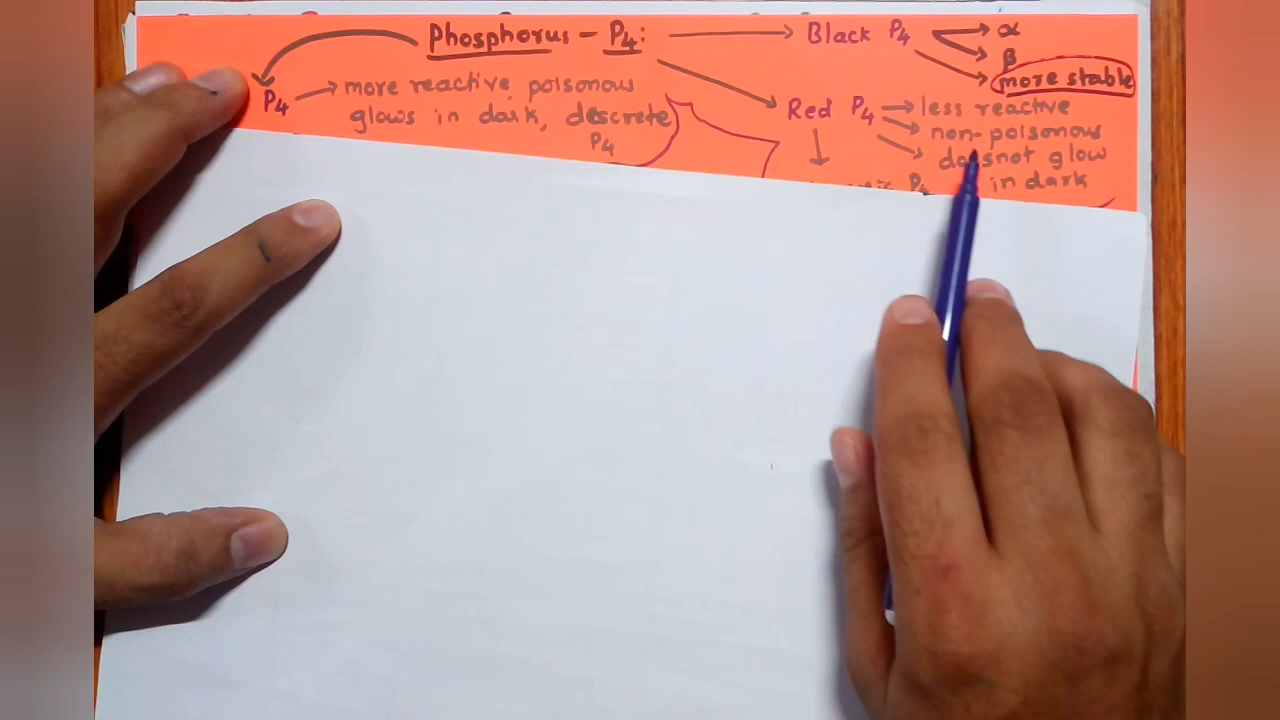 Phosphorus - P4:
Black P4
α
β
more stable
P4
more reactive poisonous
glows in dark, descrete
P4
Red P4
less reactive
non-poisonous
doesnot glow
in dark
P4